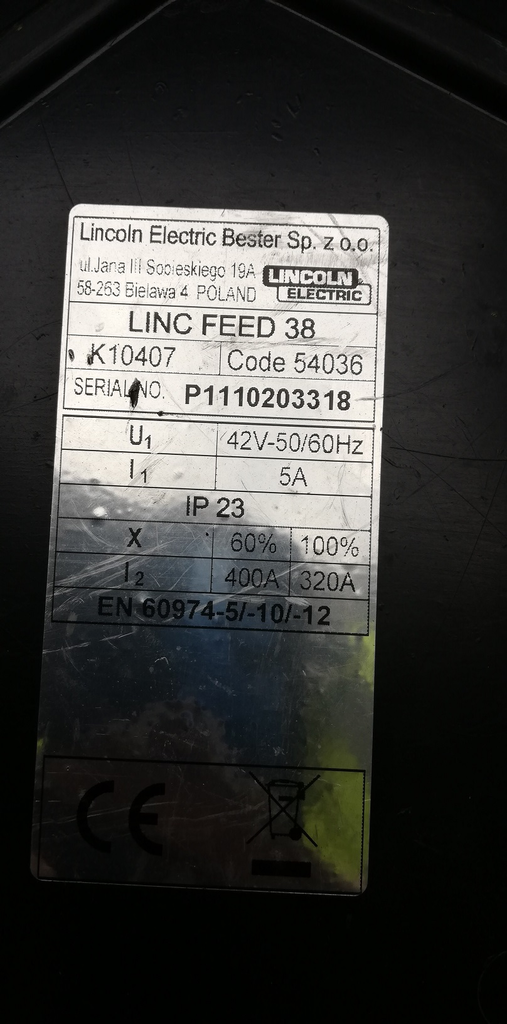 Lincoln Electric Bester Sp. z o.o.
ul.Jana III Sobieskiego 19A
58-263 Bielawa 4 POLAND
LINCOLN
ELECTRIC
LINC FEED 38
K10407 Code 54036
SERIAL NO. P1110203318
U1 42V-50/60Hz
I1 5A
IP 23
X 60% 100%
I2 400A 320A
EN 60974-5/-10/-12
CE